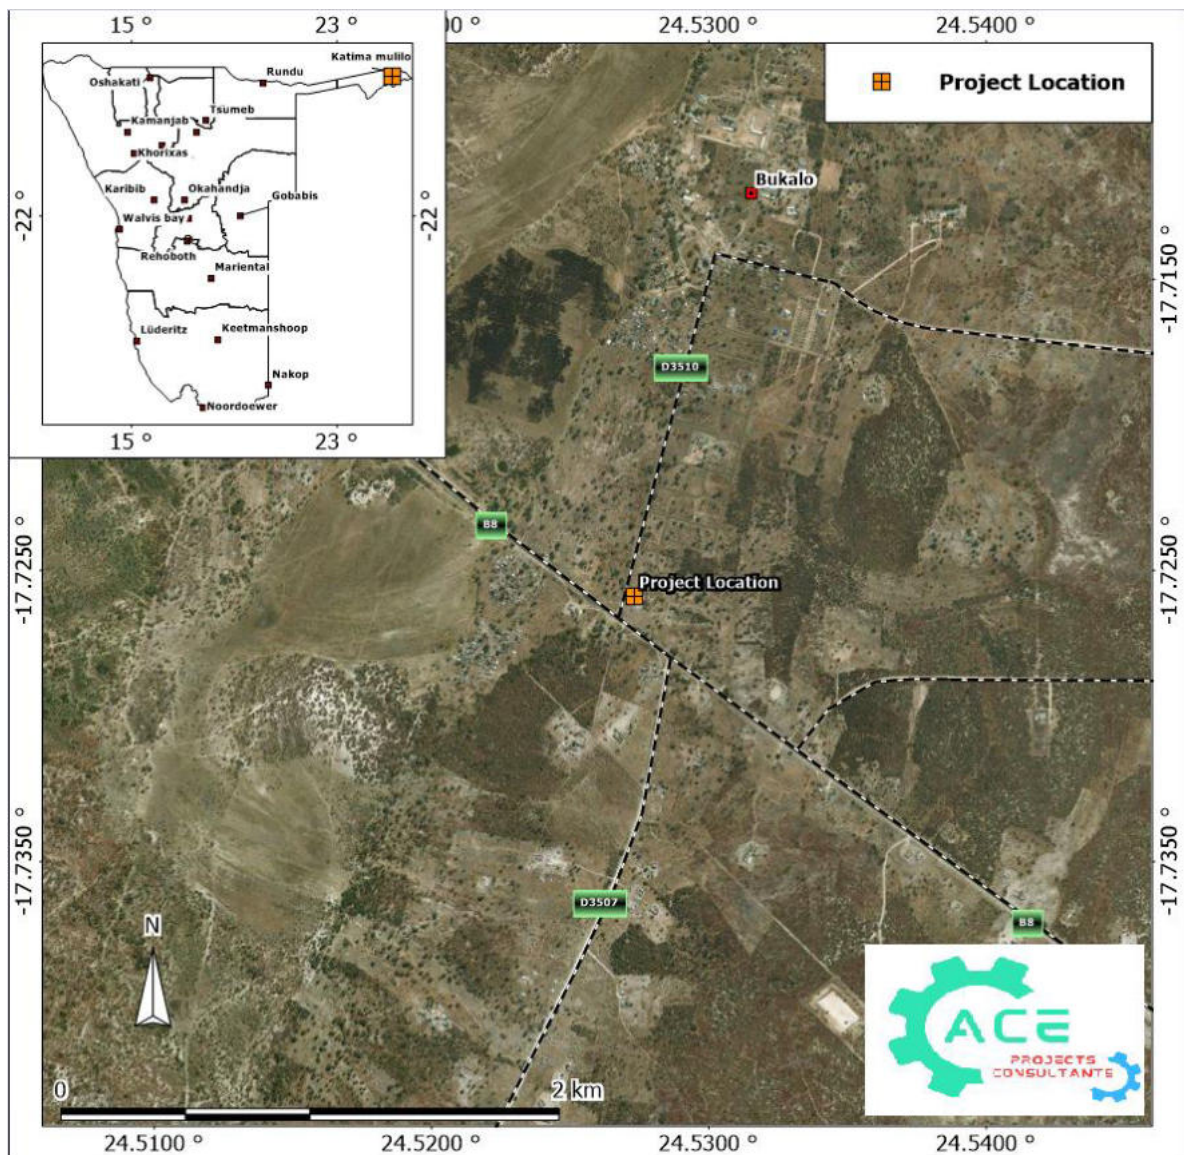 15 °
23 °
00 °
24.5300 °
24.5400 °
Katima mulilo
Oshakati
Rundu
Tsumeb
Kamanjab
Khorixas
Karibib
Okahandja
Gobabis
Walvis bay
Rehoboth
Mariental
Lüderitz
Keetmanshoop
Nakop
Noordoewer
-22 °
-22 °
15 °
23 °
Project Location
Bukalo
-17.7150 °
D3510
B8
-17.7250 °
-17.7250 °
Project Location
-17.7350 °
-17.7350 °
D3507
B8
N
ACE
PROJECTS
CONSULTANTS
0
2 km
24.5100 °
24.5200 °
24.5300 °
24.5400 °